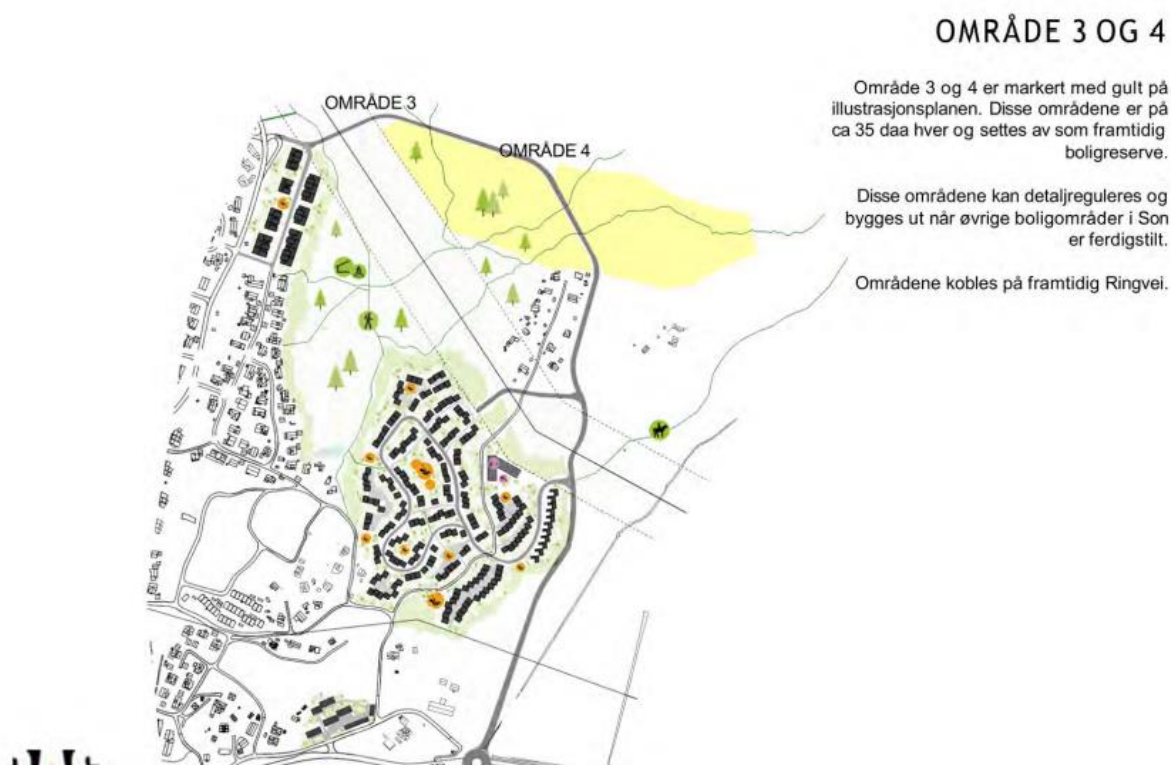 OMRÅDE 3 OG 4
Område 3 og 4 er markert med gult på
illustrasjonsplanen. Disse områdene er på
ca 35 daa hver og settes av som framtidig
boligreserve.
Disse områdene kan detaljreguleres og
bygges ut når øvrige boligområder i Son
er ferdigstilt.
Områdene kobles på framtidig Ringvei.
OMRÅDE 3
OMRÅDE 4